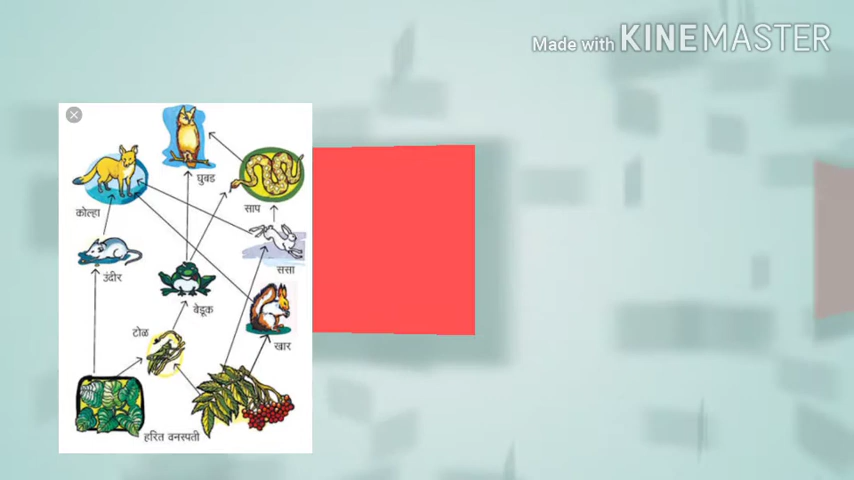 Made with KINEMASTER
घुबड
कोल्हा
साप
उंदीर
ससा
बेडूक
टोळ
खार
हरित वनस्पती